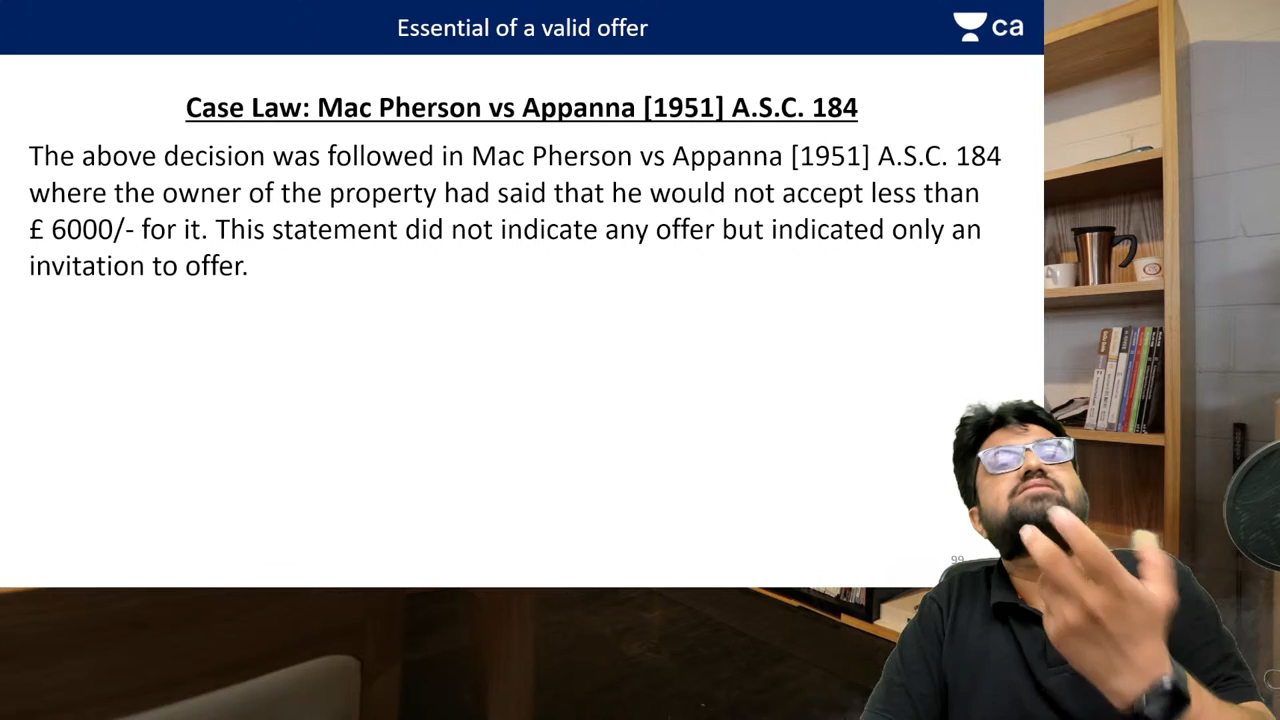 Essential of a valid offer
ca
Case Law: Mac Pherson vs Appanna [1951] A.S.C. 184
The above decision was followed in Mac Pherson vs Appanna [1951] A.S.C. 184
where the owner of the property had said that he would not accept less than
£ 6000/- for it. This statement did not indicate any offer but indicated only an
invitation to offer.
99